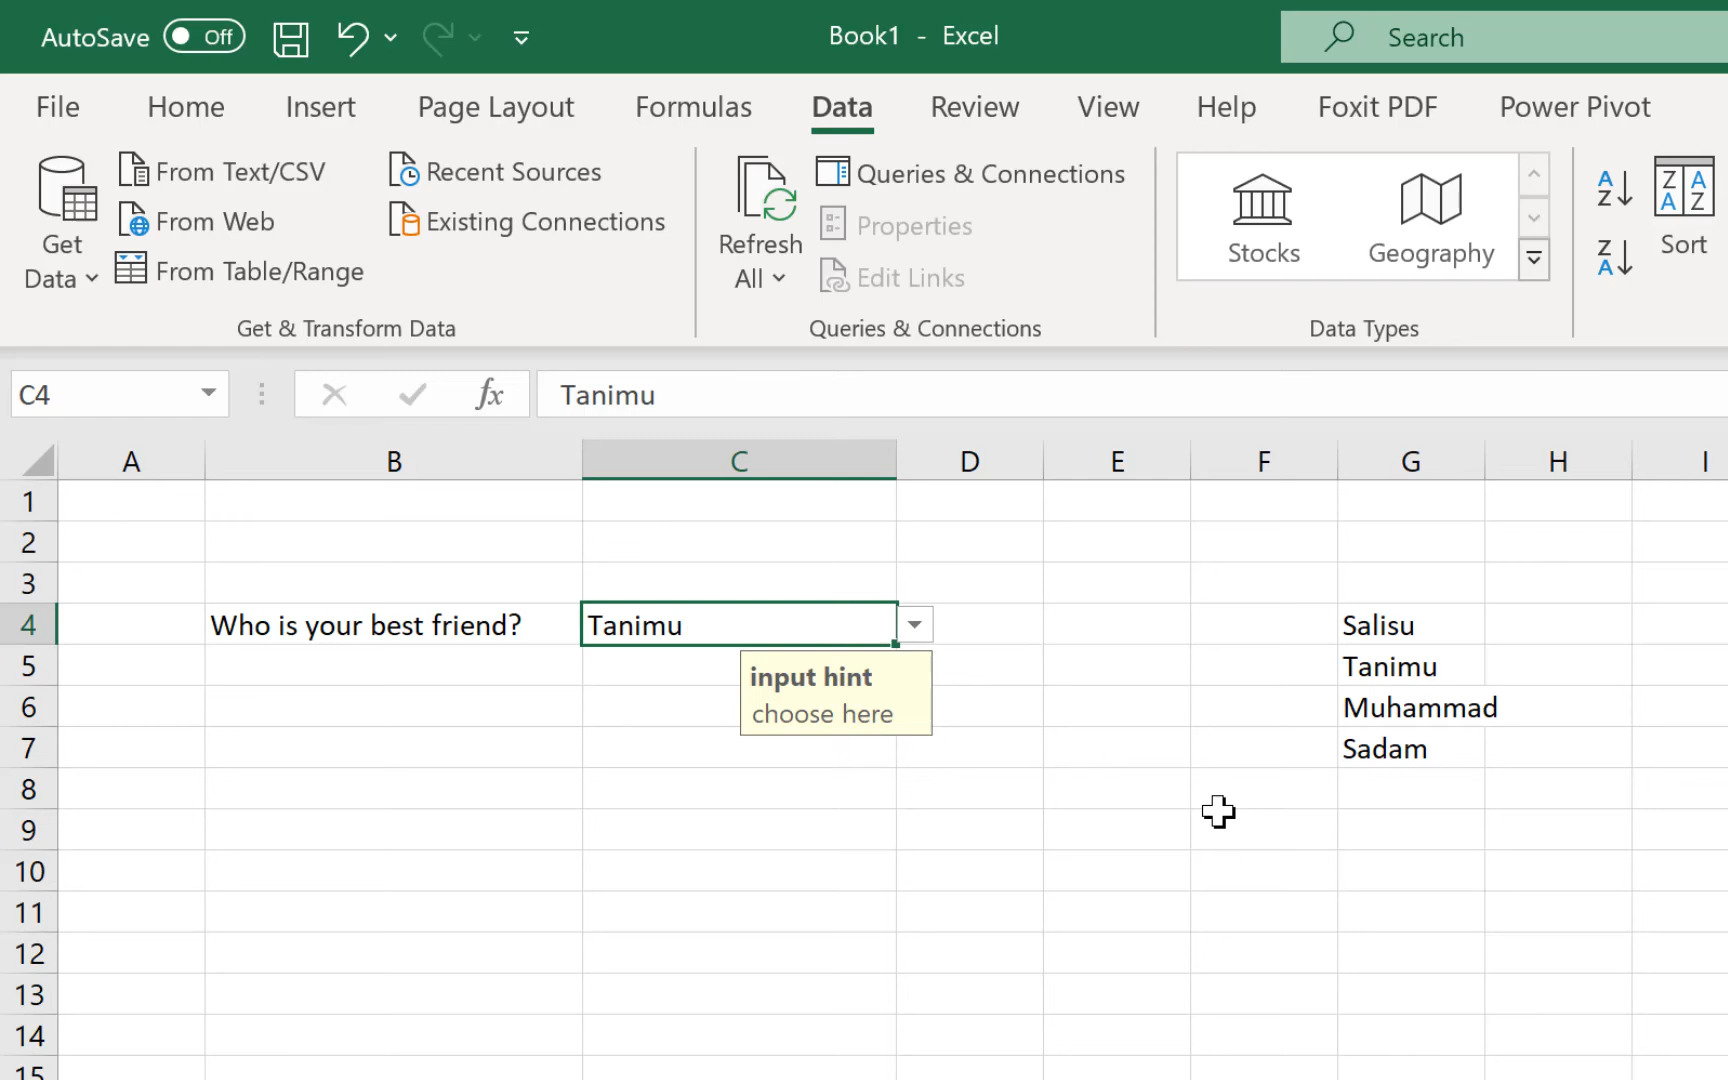 AutoSave Off Book1 - Excel Search
File Home Insert Page Layout Formulas Data Review View Help Foxit PDF Power Pivot
Get Data
From Text/CSV
From Web
From Table/Range
Recent Sources
Existing Connections
Get & Transform Data
Refresh All
Queries & Connections
Properties
Edit Links
Queries & Connections
Stocks Geography
Data Types
A Z
Z A
Z A A Z
Sort
C4 fx Tanimu
A B C D E F G H I
1
2
3
4 Who is your best friend? Tanimu Salisu
5 Tanimu
input hint
choose here
6 Muhammad
7 Sadam
8
9
10
11
12
13
14
15